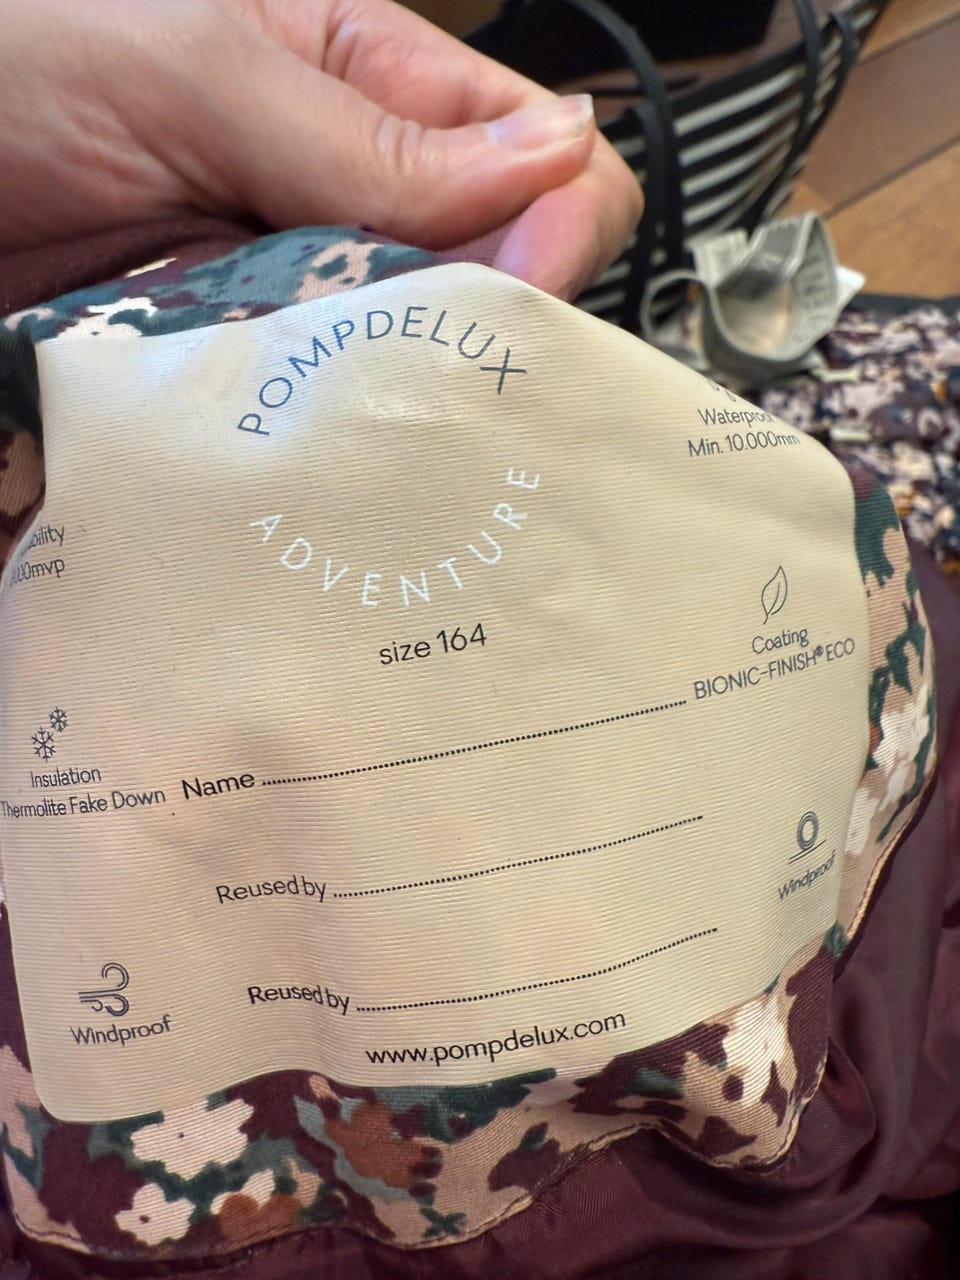 POMPDELUX
ADVENTURE
size 164
Waterproof
Min. 10.000mm
Coating
BIONIC-FINISH® ECO
Insulation
Thermolite Fake Down
Name
Reused by
Reused by
Windproof
Windproof
www.pompdelux.com